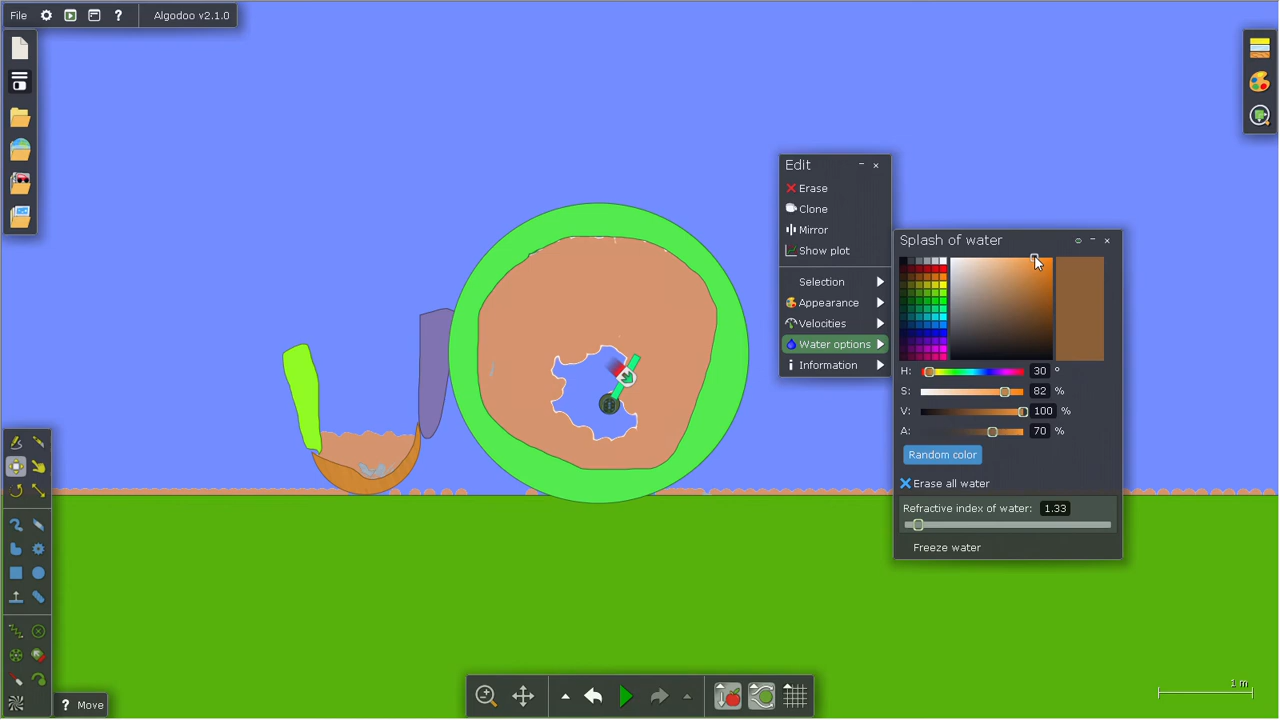 File
?
Algodoo v2.1.0
Edit
Erase
Clone
Mirror
Show plot
Selection
Appearance
Velocities
Water options
Information
Splash of water
H: 30 °
S: 82 %
V: 100 %
A: 70 %
Random color
Erase all water
Refractive index of water: 1.33
Freeze water
? Move
1 m